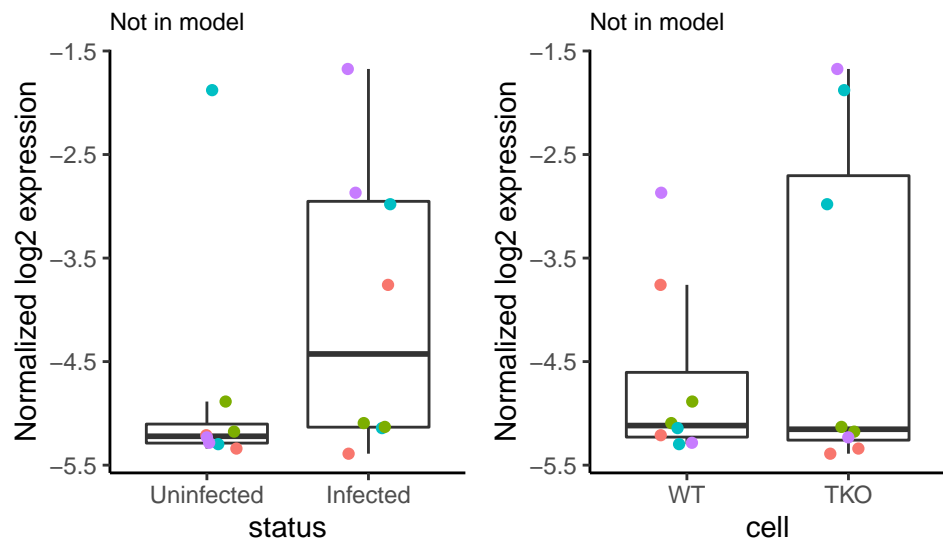 Not in model
Normalized log2 expression
−1.5
−2.5
−3.5
−4.5
−5.5
Uninfected
Infected
status
Not in model
Normalized log2 expression
−1.5
−2.5
−3.5
−4.5
−5.5
WT
TKO
cell